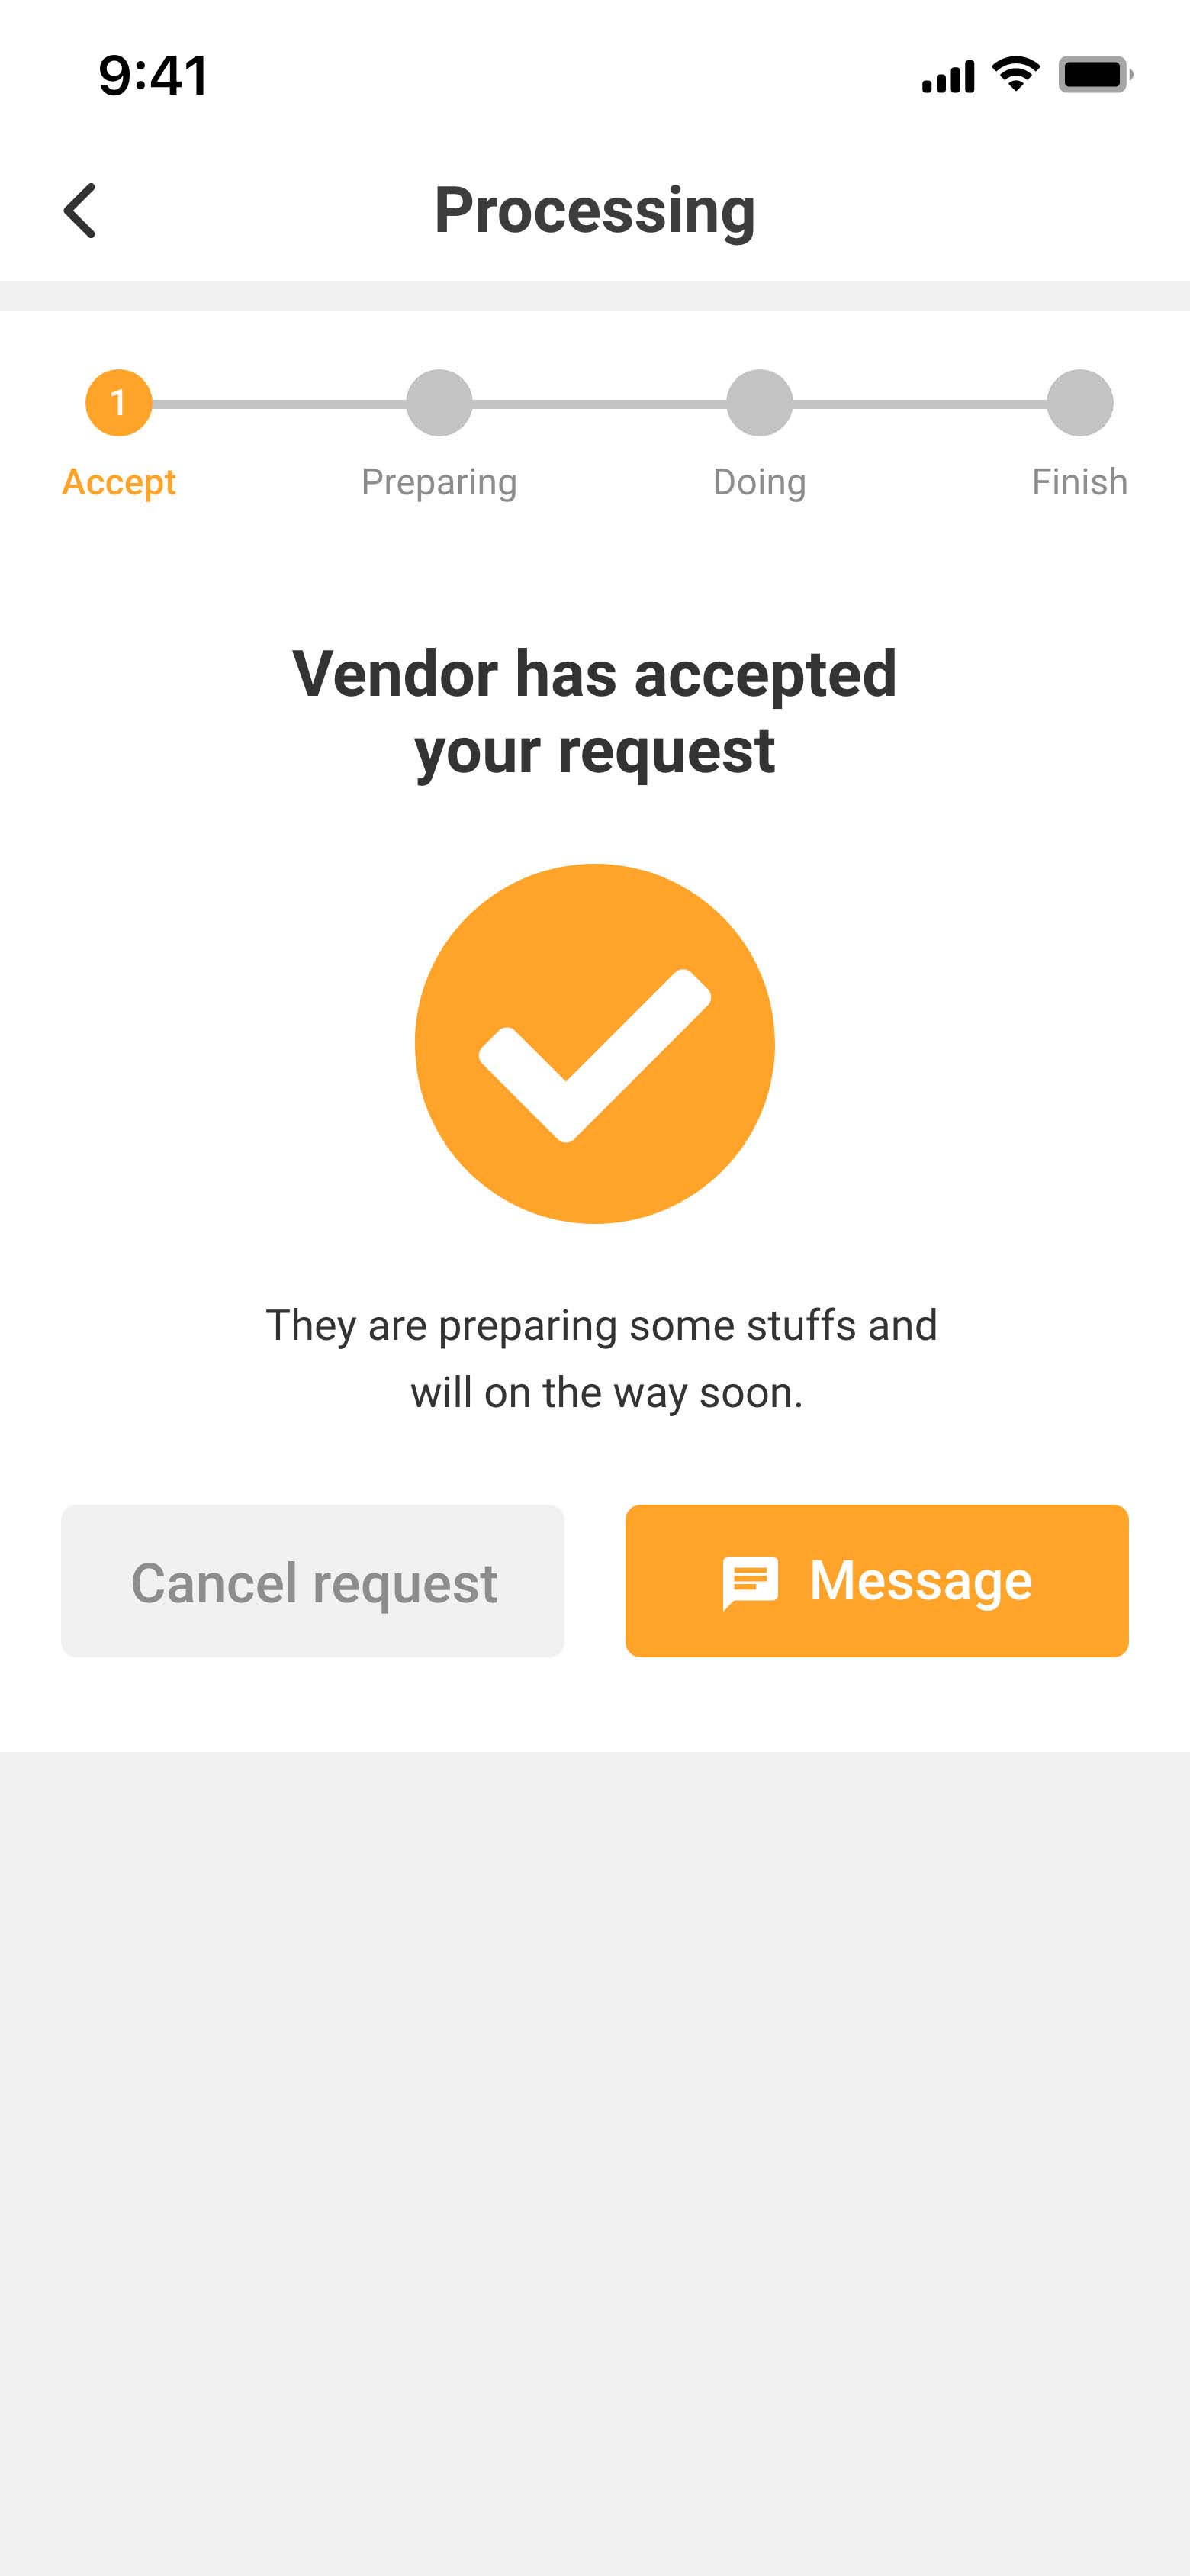 9:41
Processing
1
Accept
Preparing
Doing
Finish
Vendor has accepted
your request
They are preparing some stuffs and
will on the way soon.
Cancel request
Message